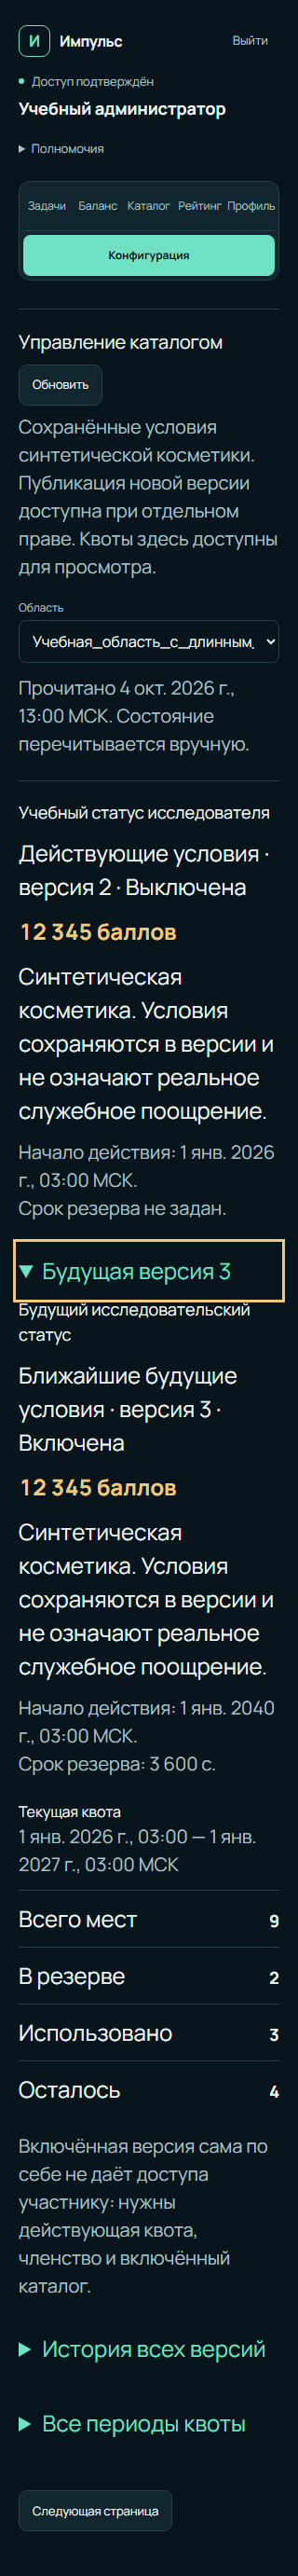 И Импульс Выйти
Доступ подтверждён
Учебный администратор
Полномочия
Задачи Баланс Каталог Рейтинг Профиль
Конфигурация
Управление каталогом
Обновить
Сохранённые условия
синтетической косметики.
Публикация новой версии
доступна при отдельном
праве. Квоты здесь доступны
для просмотра.
Область
Учебная_область_с_длинным_
Прочитано 4 окт. 2026 г.,
13:00 МСК. Состояние
перечитывается вручную.
Учебный статус исследователя
Действующие условия ·
версия 2 · Выключена
12 345 баллов
Синтетическая
косметика. Условия
сохраняются в версии и
не означают реальное
служебное поощрение.
Начало действия: 1 янв. 2026
г., 03:00 МСК.
Срок резерва не задан.
Будущая версия 3
Будущий исследовательский
статус
Ближайшие будущие
условия · версия 3 ·
Включена
12 345 баллов
Синтетическая
косметика. Условия
сохраняются в версии и
не означают реальное
служебное поощрение.
Начало действия: 1 янв. 2040
г., 03:00 МСК.
Срок резерва: 3 600 с.
Текущая квота
1 янв. 2026 г., 03:00 — 1 янв.
2027 г., 03:00 МСК
Всего мест 9
В резерве 2
Использовано 3
Осталось 4
Включённая версия сама по
себе не даёт доступа
участнику: нужны
действующая квота,
членство и включённый
каталог.
История всех версий
Все периоды квоты
Следующая страница